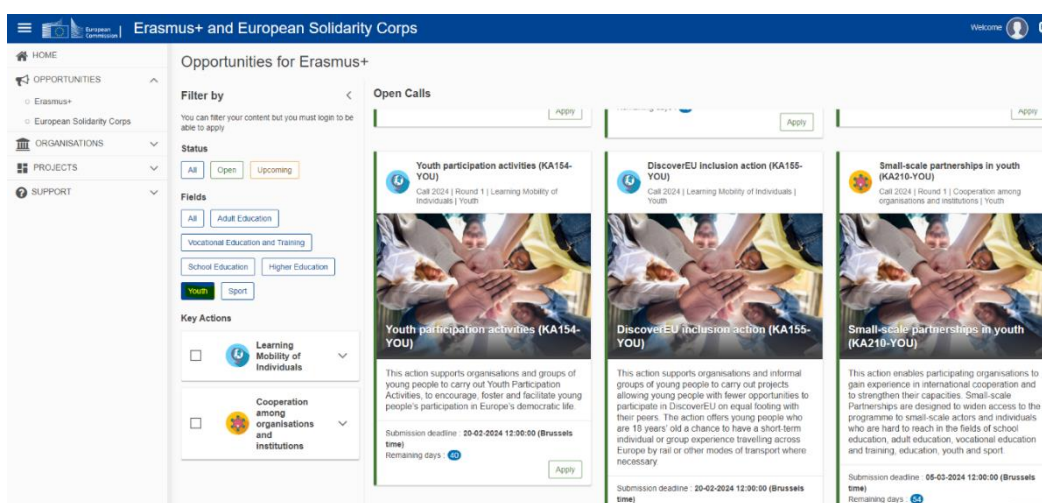 European Commission
Erasmus+ and European Solidarity Corps
Welcome
HOME
OPPORTUNITIES
Erasmus+
European Solidarity Corps
ORGANISATIONS
PROJECTS
SUPPORT
Opportunities for Erasmus+
Filter by
You can filter your content but you must login to be
able to apply
Status
All Open Upcoming
Fields
All Adult Education
Vocational Education and Training
School Education Higher Education
Youth Sport
Key Actions
Learning
Mobility of
Individuals
Cooperation
among
organisations
and
institutions
Open Calls
Apply
Apply
Apply
Youth participation activities (KA154-
YOU)
Call 2024 | Round 1 | Learning Mobility of
Individuals | Youth
Youth participation activities (KA154-
YOU)
This action supports organisations and groups of
young people to carry out Youth Participation
Activities, to encourage, foster and facilitate young
people's participation in Europe's democratic life.
Submission deadline : 20-02-2024 12:00:00 (Brussels
time)
Remaining days : 40
Apply
DiscoverEU inclusion action (KA155-
YOU)
Call 2024 | Learning Mobility of Individuals |
Youth
DiscoverEU inclusion action (KA155-
YOU)
This action supports organisations and informal
groups of young people to carry out projects
allowing young people with fewer opportunities to
participate in DiscoverEU on equal footing with
their peers. The action offers young people who
are 18 years' old a chance to have a short-term
individual or group experience travelling across
Europe by rail or other modes of transport where
necessary.
Submission deadline : 20-02-2024 12:00:00 (Brussels
time)
Small-scale partnerships in youth
(KA210-YOU)
Call 2024 | Round 1 | Cooperation among
organisations and institutions | Youth
Small-scale partnerships in youth
(KA210-YOU)
This action enables participating organisations to
gain experience in international cooperation and
to strengthen their capacities. Small-scale
Partnerships are designed to widen access to the
programme to small-scale actors and individuals
who are hard to reach in the fields of school
education, adult education, vocational education
and training, education, youth and sport.
Submission deadline : 05-03-2024 12:00:00 (Brussels
time)
Remaining days : 54